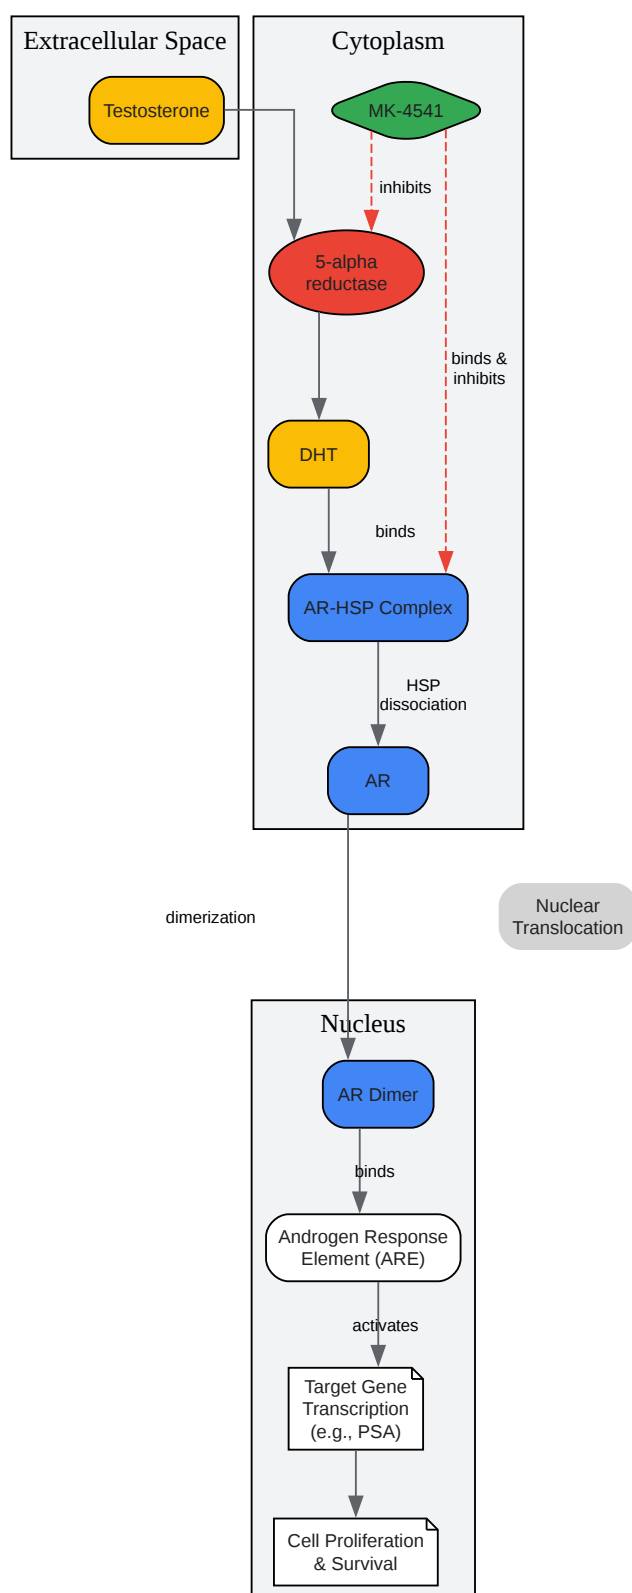 Extracellular Space
Cytoplasm
Testosterone
MK-4541
inhibits
5-alpha
reductase
binds &
inhibits
DHT
binds
AR-HSP Complex
HSP
dissociation
AR
dimerization
Nuclear
Translocation
Nucleus
AR Dimer
binds
Androgen Response
Element (ARE)
activates
Target Gene
Transcription
(e.g., PSA)
Cell Proliferation
& Survival